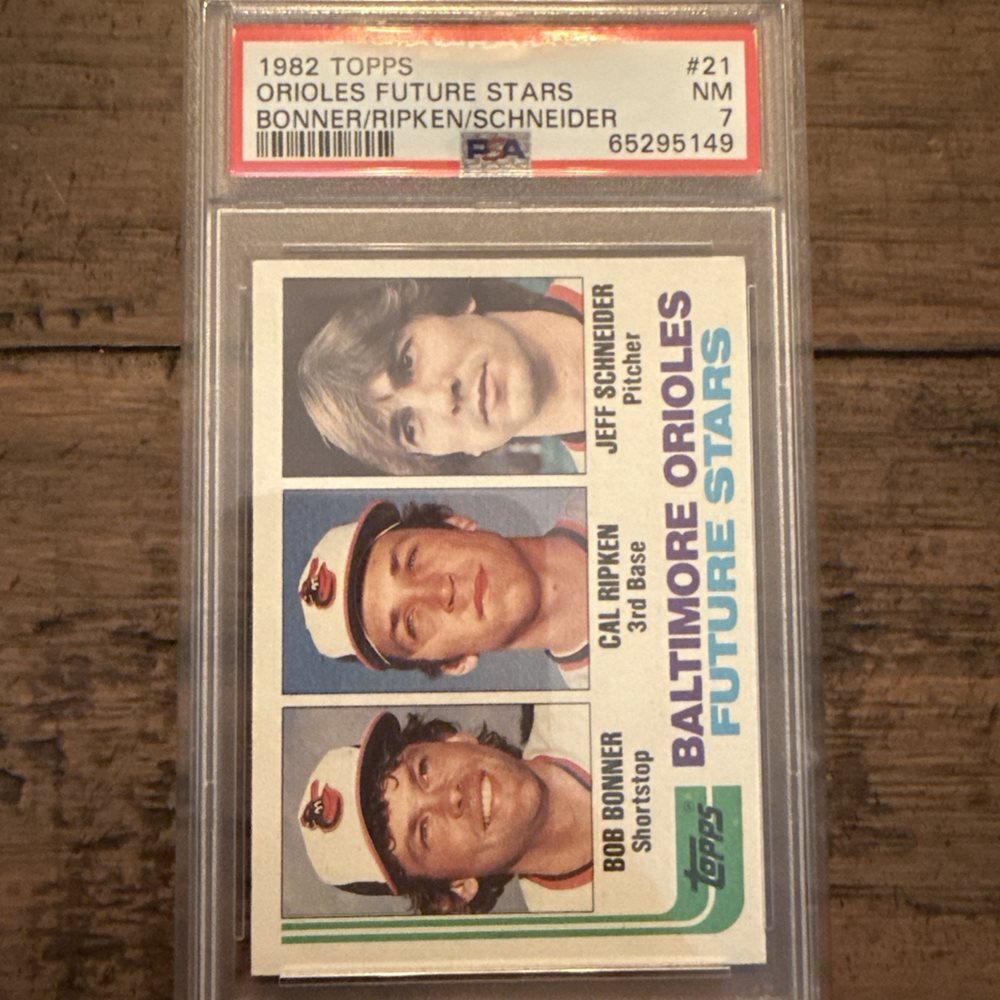 1982 TOPPS #21
ORIOLES FUTURE STARS NM
BONNER/RIPKEN/SCHNEIDER 7
PSA 65295149
BOB BONNER
Shortstop
CAL RIPKEN
3rd Base
JEFF SCHNEIDER
Pitcher
BALTIMORE ORIOLES
FUTURE STARS
TOPPS®